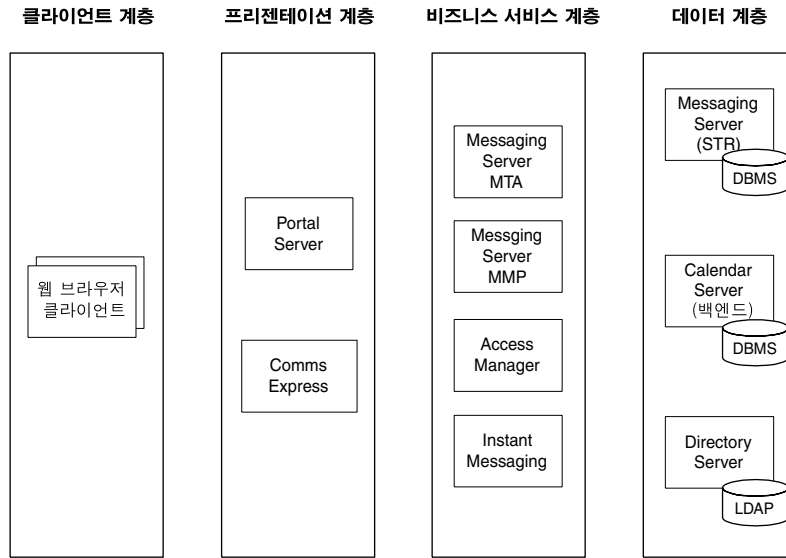 클라이언트 계층
프리젠테이션 계층
비즈니스 서비스 계층
데이터 계층
웹 브라우저
클라이언트
Portal
Server
Comms
Express
Messaging
Server
MTA
Messging
Server
MMP
Access
Manager
Instant
Messaging
Messaging
Server
(STR)
DBMS
Calendar
Server
(백엔드)
DBMS
Directory
Server
LDAP